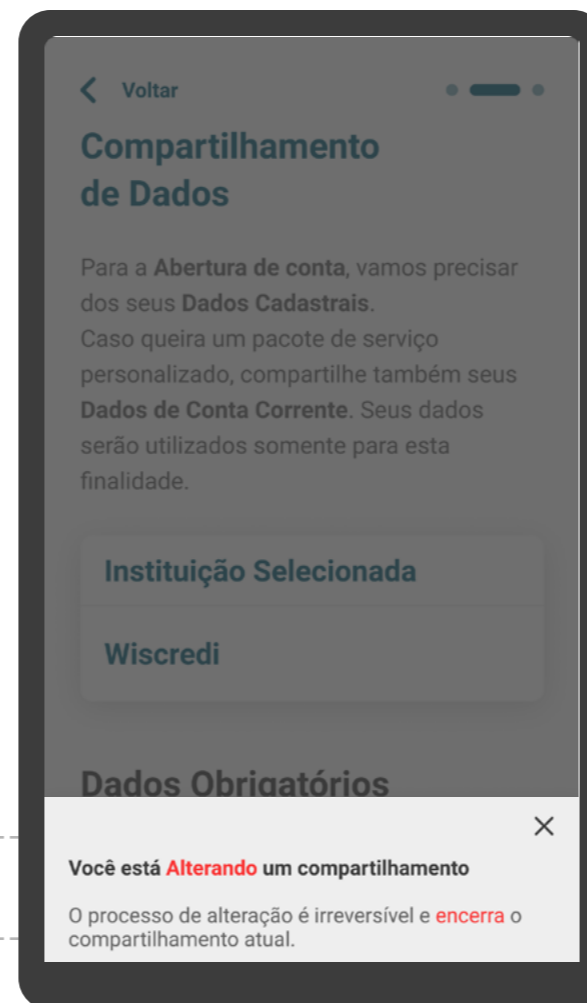 Voltar
Compartilhamento
de Dados
Para a Abertura de conta, vamos precisar
dos seus Dados Cadastrais.
Caso queira um pacote de serviço
personalizado, compartilhe também seus
Dados de Conta Corrente. Seus dados
serão utilizados somente para esta
finalidade.
Instituição Selecionada
Wiscredi
Dados Obrigatórios
Você está Alterando um compartilhamento
O processo de alteração é irreversível e encerra o
compartilhamento atual.